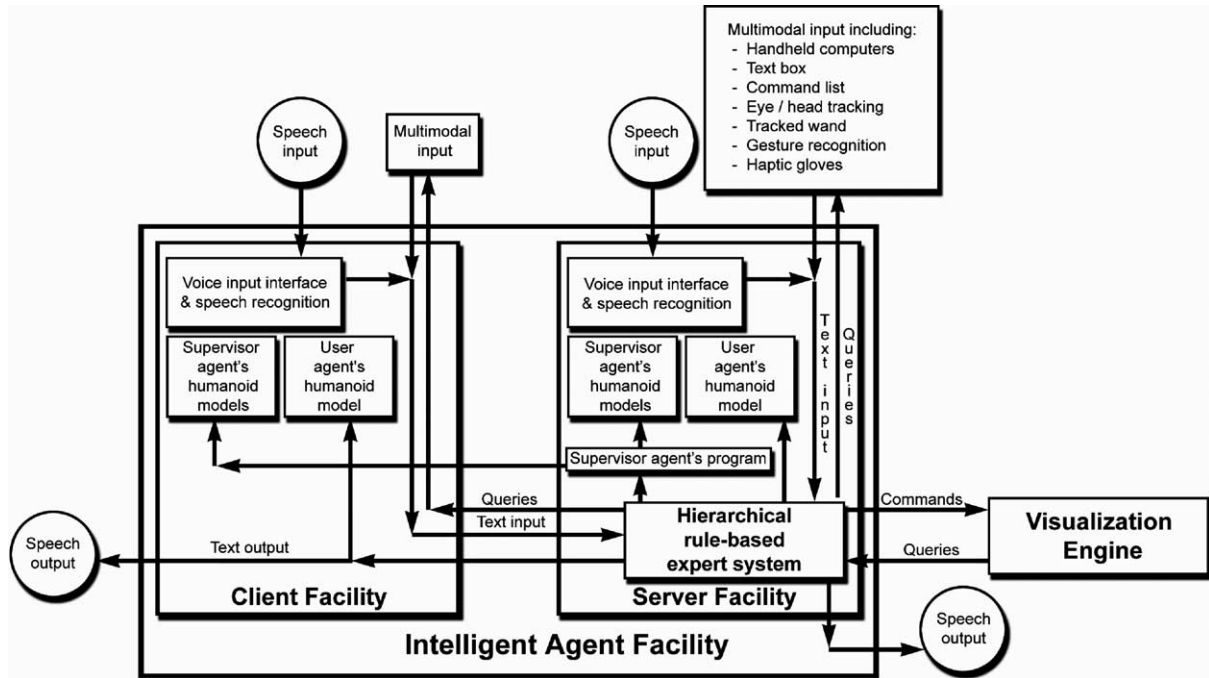 Multimodal input including:
- Handheld computers
- Text box
- Command list
- Eye / head tracking
- Tracked wand
- Gesture recognition
- Haptic gloves
Speech
input
Multimodal
input
Speech
input
Voice input interface
& speech recognition
Voice input interface
& speech recognition
Supervisor
agent's
humanoid
models
User
agent's
humanoid
model
Supervisor
agent's
humanoid
models
User
agent's
humanoid
model
Text input
Queries
Supervisor agent's program
Queries
Text input
Text output
Speech
output
Hierarchical
rule-based
expert system
Commands
Queries
Visualization
Engine
Client Facility
Server Facility
Speech
output
Intelligent Agent Facility